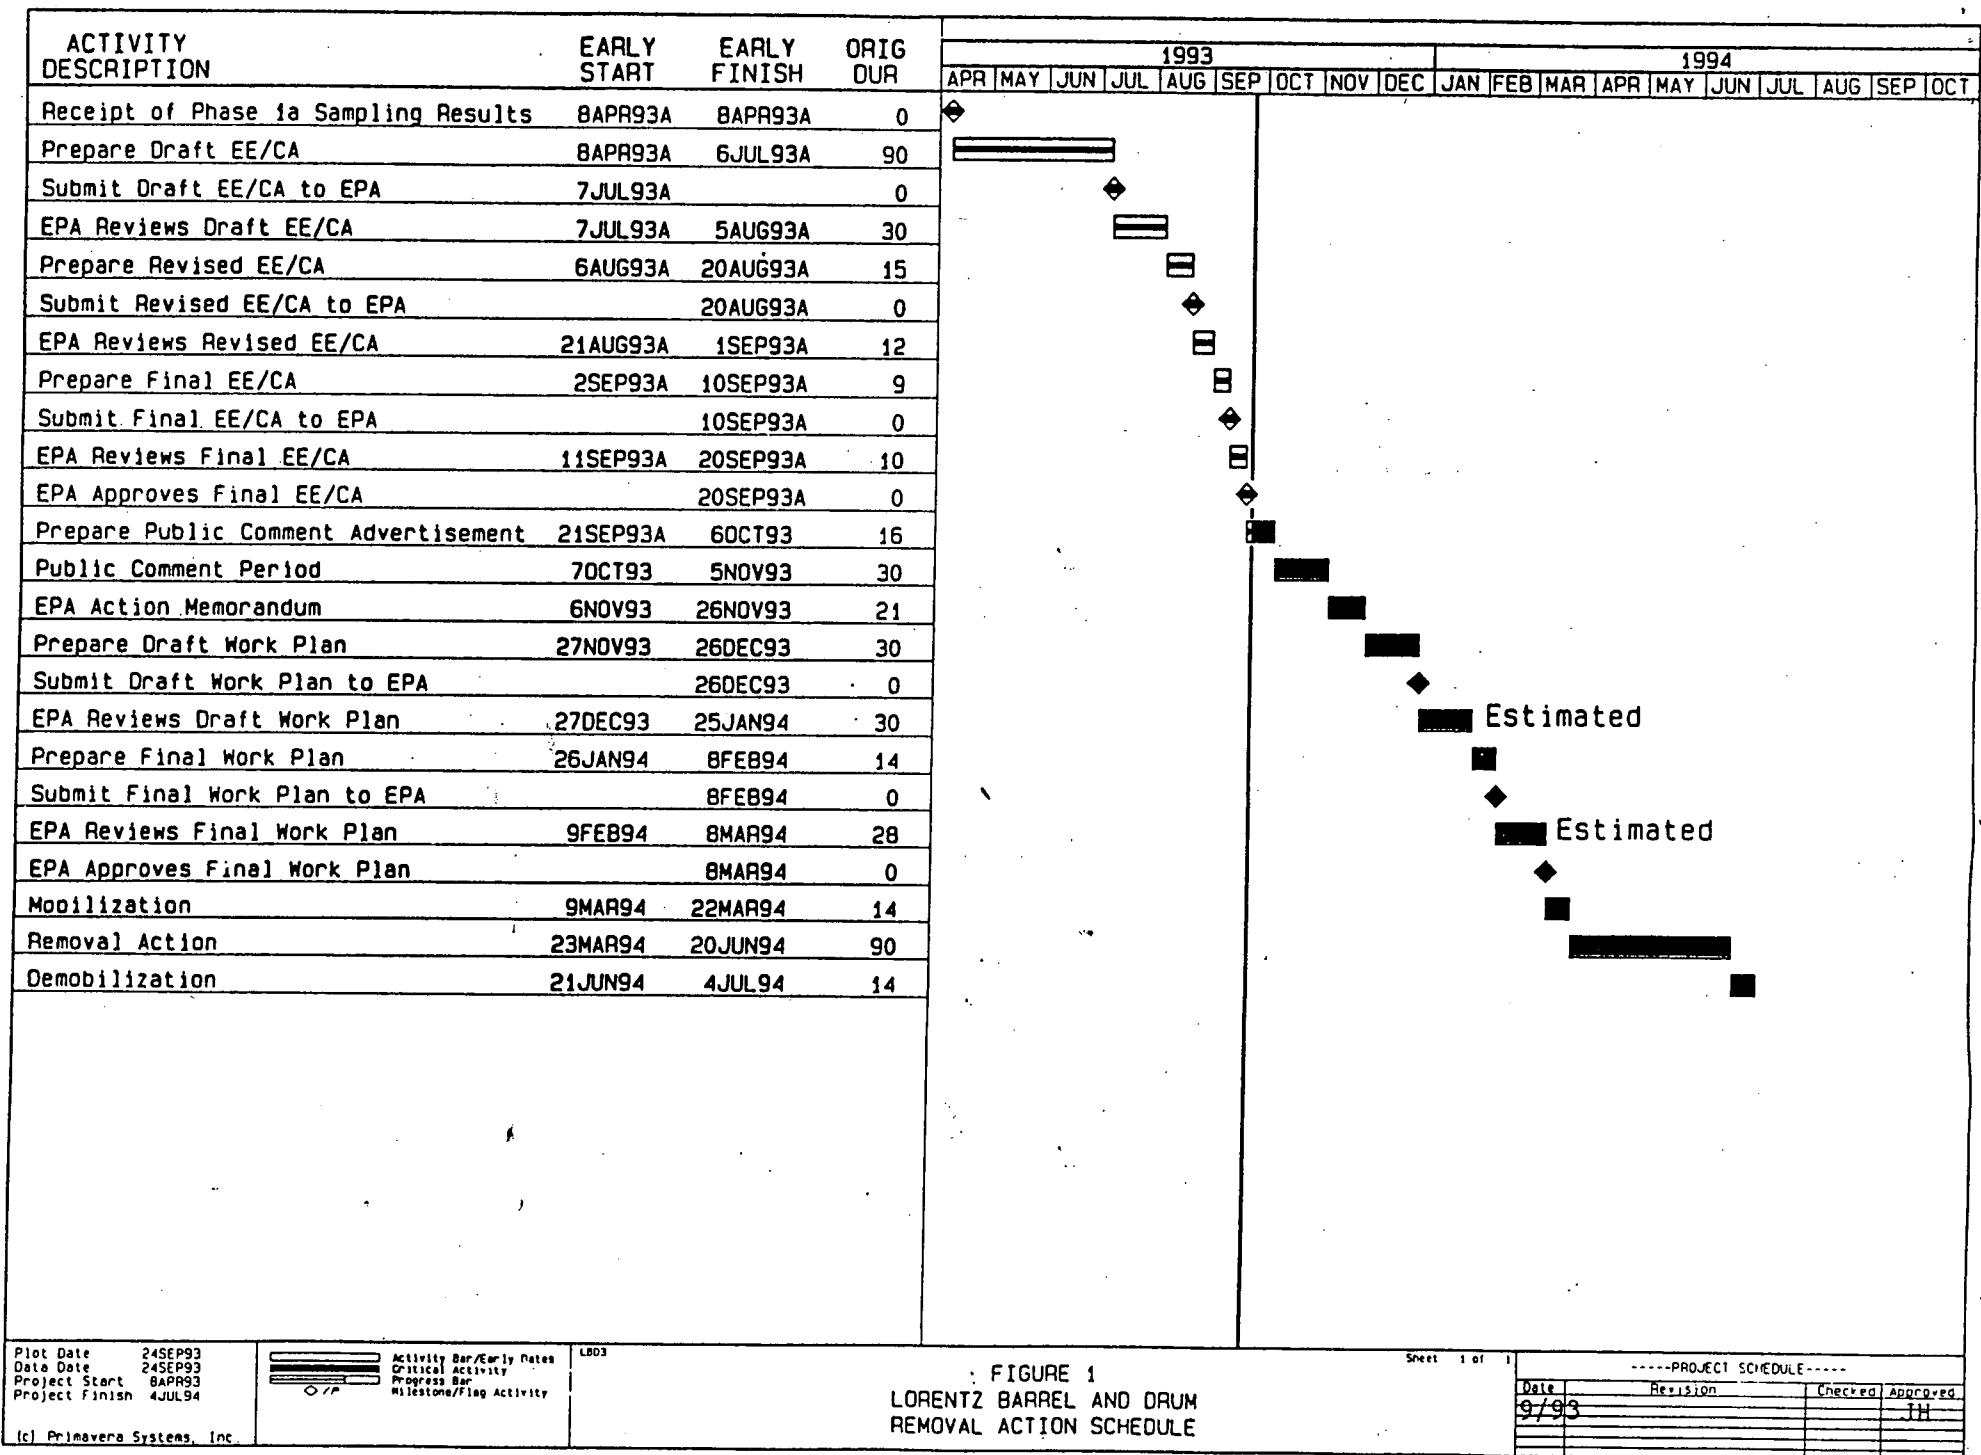 ACTIVITY DESCRIPTION EARLY START EARLY FINISH ORIG DUR
1993 1994
APR MAY JUN JUL AUG SEP OCT NOV DEC JAN FEB MAR APR MAY JUN JUL AUG SEP OCT
Receipt of Phase 1a Sampling Results 8APR93A 8APR93A 0
Prepare Draft EE/CA 8APR93A 6JUL93A 90
Submit Draft EE/CA to EPA 7JUL93A 0
EPA Reviews Draft EE/CA 7JUL93A 5AUG93A 30
Prepare Revised EE/CA 6AUG93A 20AUG93A 15
Submit Revised EE/CA to EPA 20AUG93A 0
EPA Reviews Revised EE/CA 21AUG93A 1SEP93A 12
Prepare Final EE/CA 2SEP93A 10SEP93A 9
Submit Final EE/CA to EPA 10SEP93A 0
EPA Reviews Final EE/CA 11SEP93A 20SEP93A 10
EPA Approves Final EE/CA 20SEP93A 0
Prepare Public Comment Advertisement 21SEP93A 6OCT93 16
Public Comment Period 7OCT93 5NOV93 30
EPA Action Memorandum 6NOV93 26NOV93 21
Prepare Draft Work Plan 27NOV93 26DEC93 30
Submit Draft Work Plan to EPA 26DEC93 0
EPA Reviews Draft Work Plan 27DEC93 25JAN94 30 Estimated
Prepare Final Work Plan 26JAN94 8FEB94 14
Submit Final Work Plan to EPA 8FEB94 0
EPA Reviews Final Work Plan 9FEB94 8MAR94 28 Estimated
EPA Approves Final Work Plan 8MAR94 0
Mobilization 9MAR94 22MAR94 14
Removal Action 23MAR94 20JUN94 90
Demobilization 21JUN94 4JUL94 14
Plot Date 24SEP93
Data Date 24SEP93
Project Start 8APR93
Project Finish 4JUL94
(c) Primavera Systems, Inc.
Activity Bar/Early Dates
Critical Activity
Progress Bar
Milestone/Flag Activity
LBD3
FIGURE 1
LORENTZ BARREL AND DRUM
REMOVAL ACTION SCHEDULE
Sheet 1 of 1
-----PROJECT SCHEDULE-----
Date Revision Checked Approved
9/93 JH